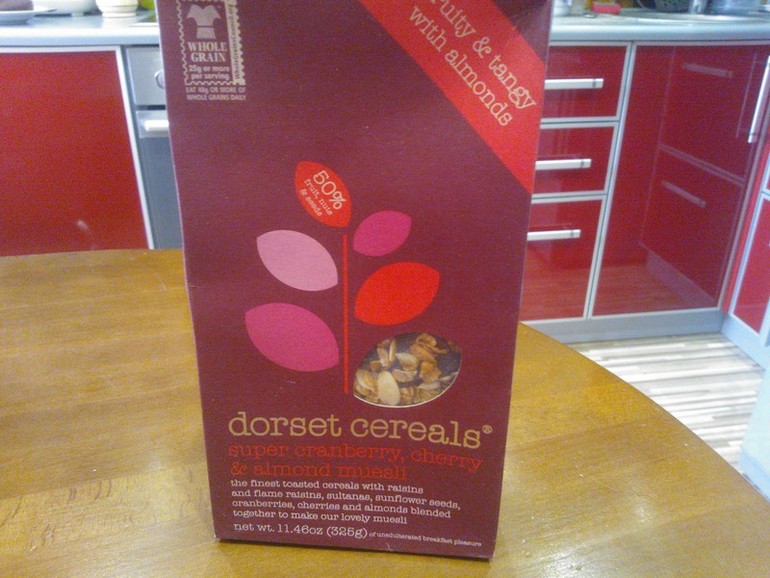 WHOLE
GRAIN
25g or more
per serving
EAT 48g OR MORE OF
WHOLE GRAINS DAILY
fruity & tangy
with almonds
50%
fruit, nuts
& seeds
dorset cereals®
super cranberry, cherry
& almond muesli
the finest toasted cereals with raisins
and flame raisins, sultanas, sunflower seeds,
cranberries, cherries and almonds blended
together to make our lovely muesli
net wt. 11.46oz (325g) of unadulterated breakfast pleasure